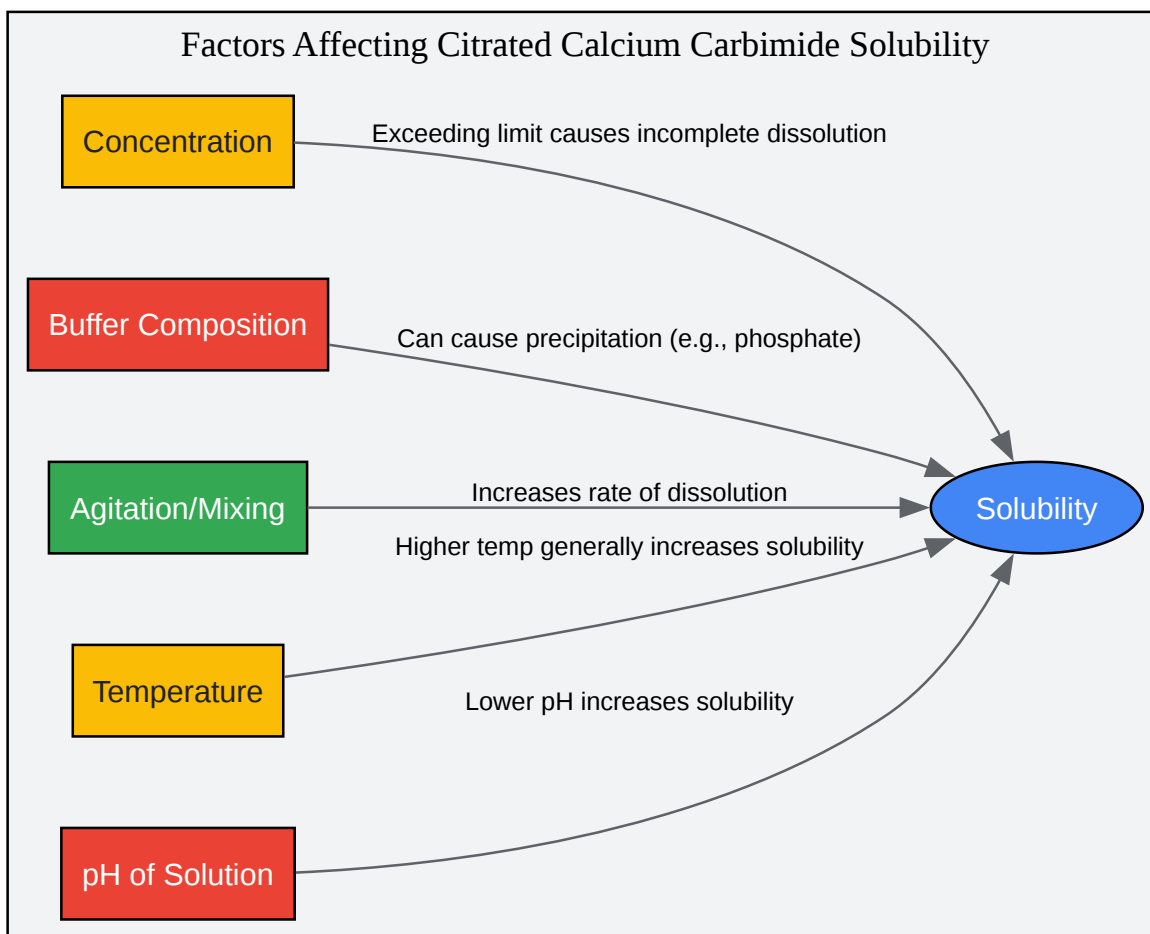 Factors Affecting Citrated Calcium Carbimide Solubility
Concentration
Exceeding limit causes incomplete dissolution
Buffer Composition
Can cause precipitation (e.g., phosphate)
Agitation/Mixing
Increases rate of dissolution
Solubility
Higher temp generally increases solubility
Temperature
Lower pH increases solubility
pH of Solution